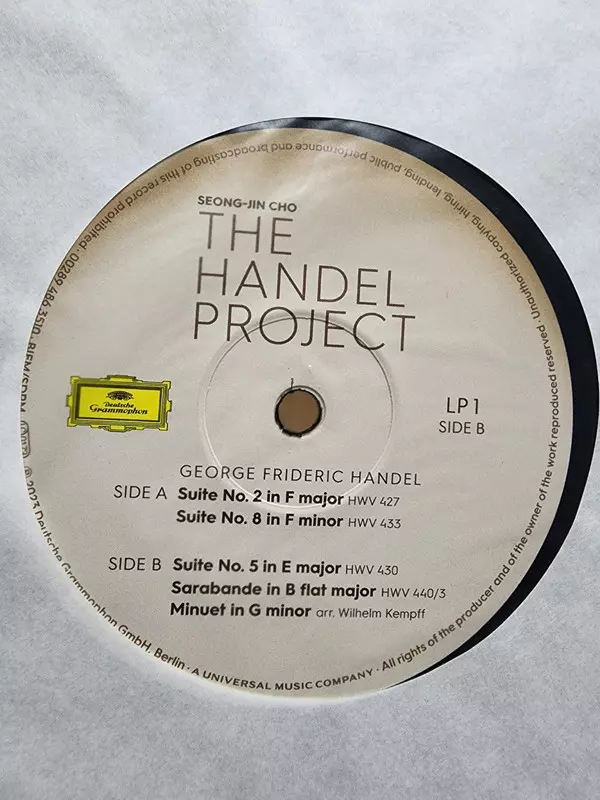 SEONG-JIN CHO
THE
HANDEL
PROJECT
Deutsche
Grammophon
LP 1
SIDE B
GEORGE FRIDERIC HANDEL
SIDE A Suite No. 2 in F major HWV 427
Suite No. 8 in F minor HWV 433
SIDE B Suite No. 5 in E major HWV 430
Sarabande in B flat major HWV 440/3
Minuet in G minor arr. Wilhelm Kempff
℗ 2023 Deutsche Grammophon GmbH, Berlin · A UNIVERSAL MUSIC COMPANY · All rights of the producer and of the owner of the work reproduced reserved. Unauthorized copying, hiring, lending, public performance and broadcasting of this record prohibited. · 00289 486 3510 ·